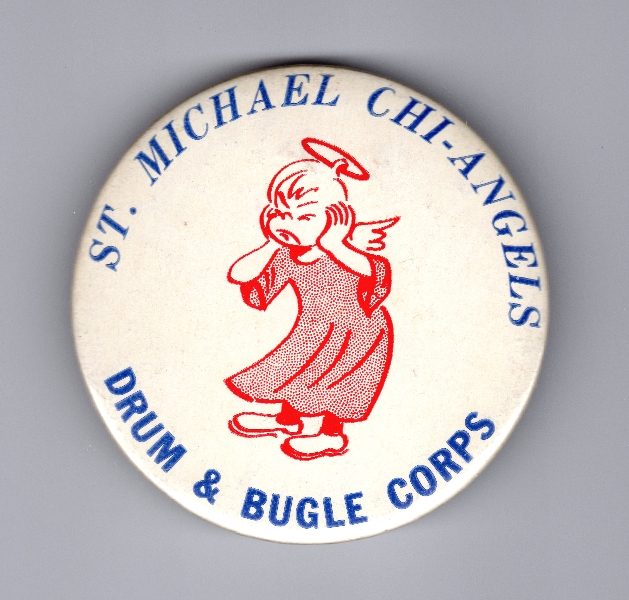 ST. MICHAEL CHI-ANGELS
DRUM & BUGLE CORPS